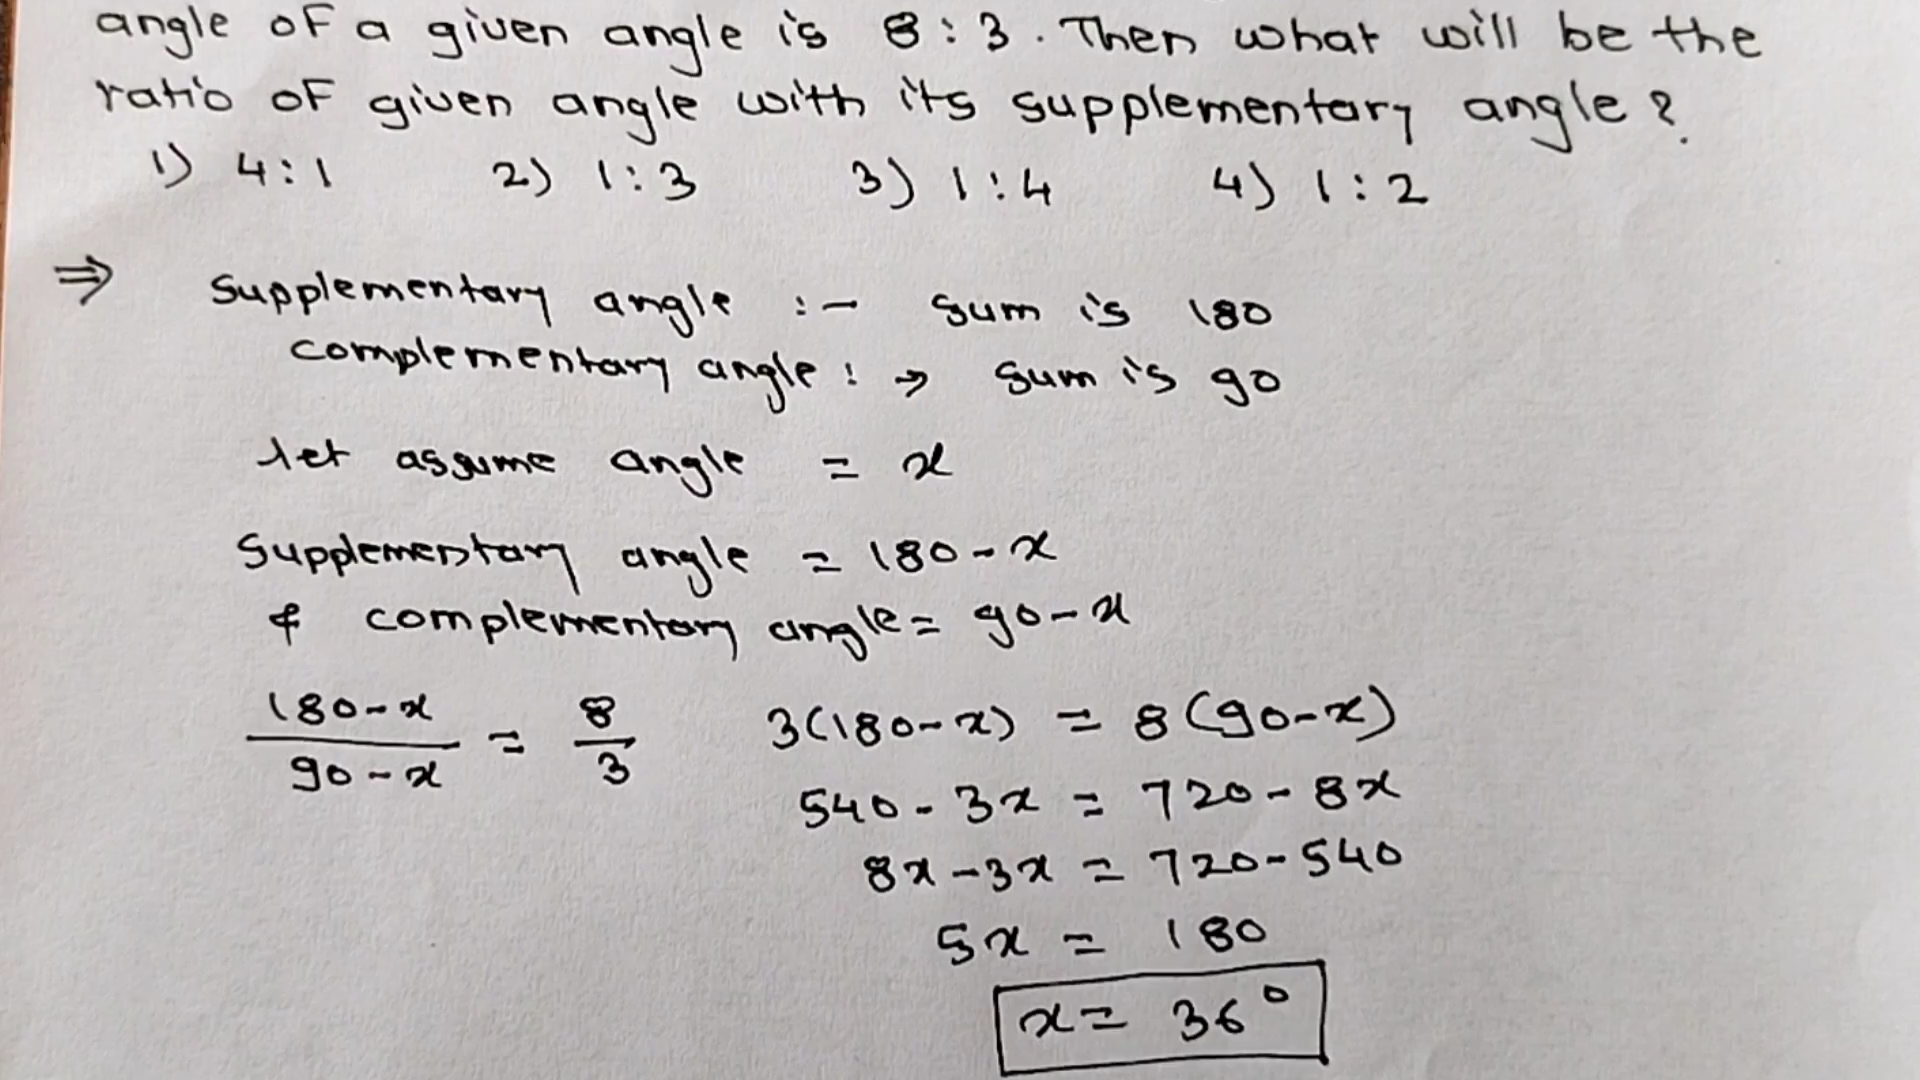 angle of a given angle is 8:3. Then what will be the
ratio of given angle with its supplementary angle?
1) 4:1 2) 1:3 3) 1:4 4) 1:2
⇒ Supplementary angle :- sum is 180
complementary angle : → sum is 90
let assume angle = x
Supplementary angle = 180-x
& complementary angle = 90-x
180-x / 90-x = 8/3
3(180-x) = 8(90-x)
540-3x = 720-8x
8x-3x = 720-540
5x = 180
x = 36°